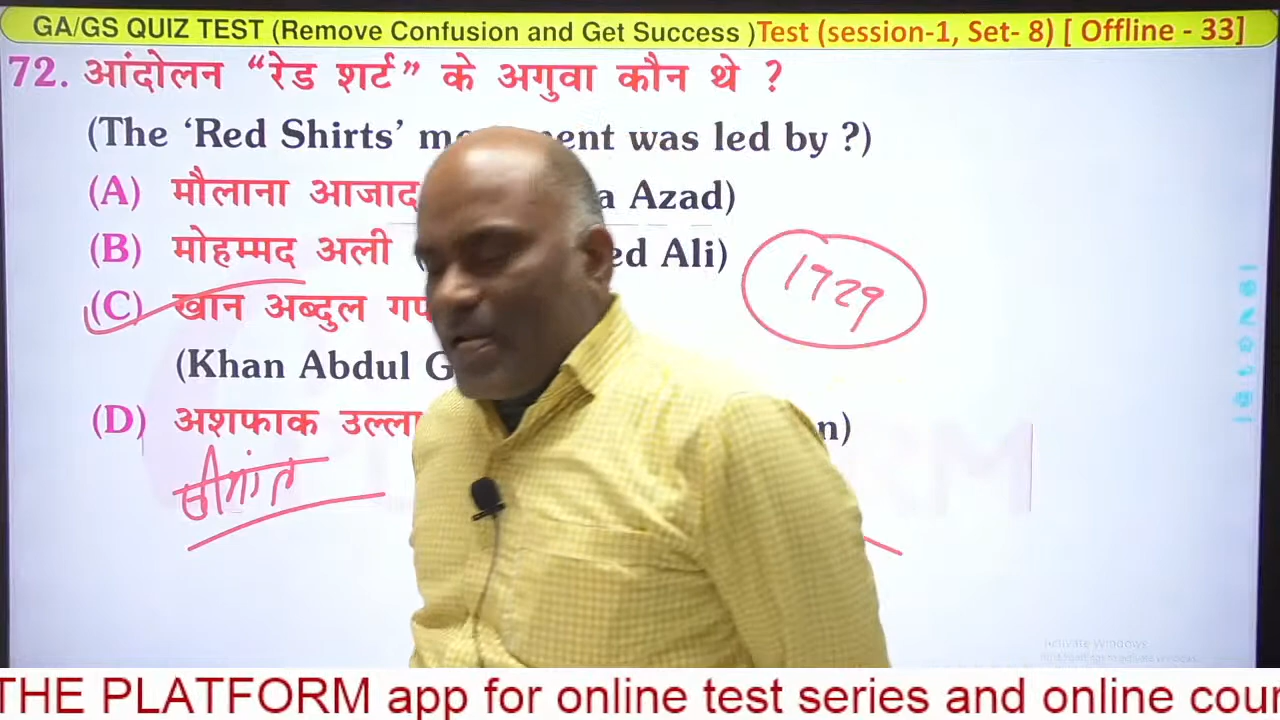 GA/GS QUIZ TEST (Remove Confusion and Get Success )Test (session-1, Set- 8) [ Offline - 33]
72. आंदोलन “रेड शर्ट” के अगुवा कौन थे ?
(The ‘Red Shirts’ m ent was led by ?)
(A) मौलाना आजाद a Azad)
(B) मोहम्मद अली ( ed Ali)
1929
(C) खान अब्दुल गफ
(Khan Abdul G
(D) अशफाक उल्ला n)
सीमांत
Activate Windows
THE PLATFORM app for online test series and online cour